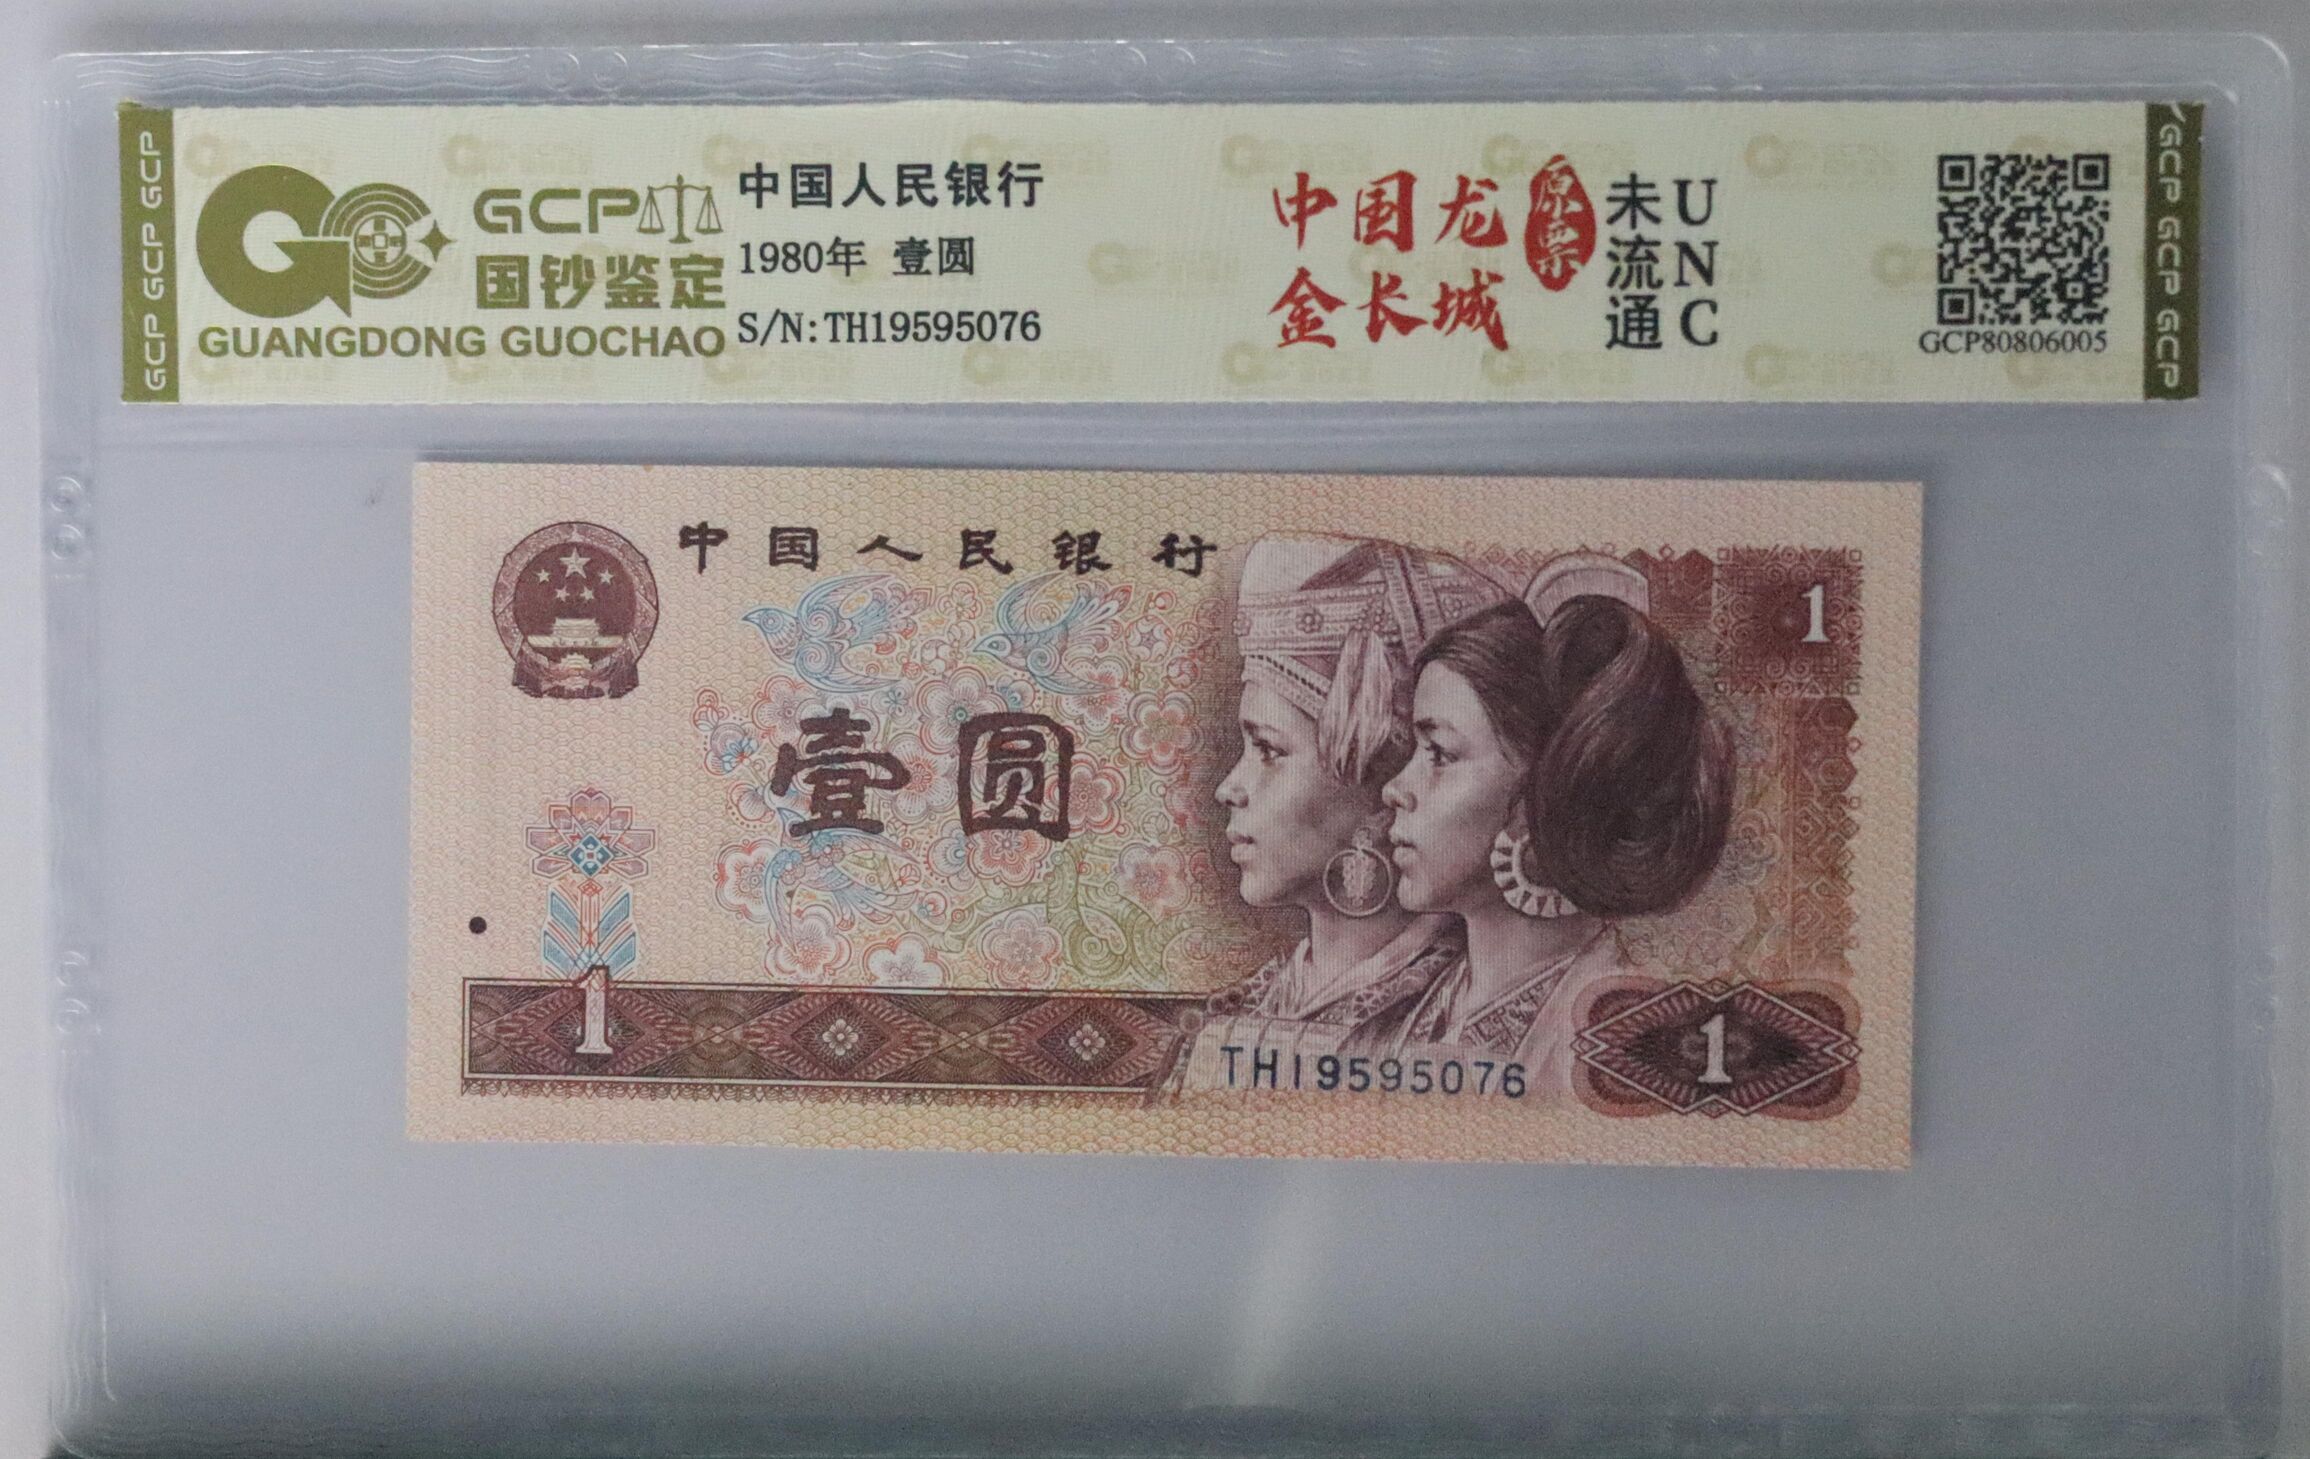 GCP GCP GCP
GCP
国钞鉴定
GUANGDONG GUOCHAO
中国人民银行
1980年 壹圆
S/N:TH19595076
中国龙
金长城
原票
未流通
UNC
GCP80806005
GCP GCP GCP
中国人民银行
1
壹圆
1
TH19595076
1